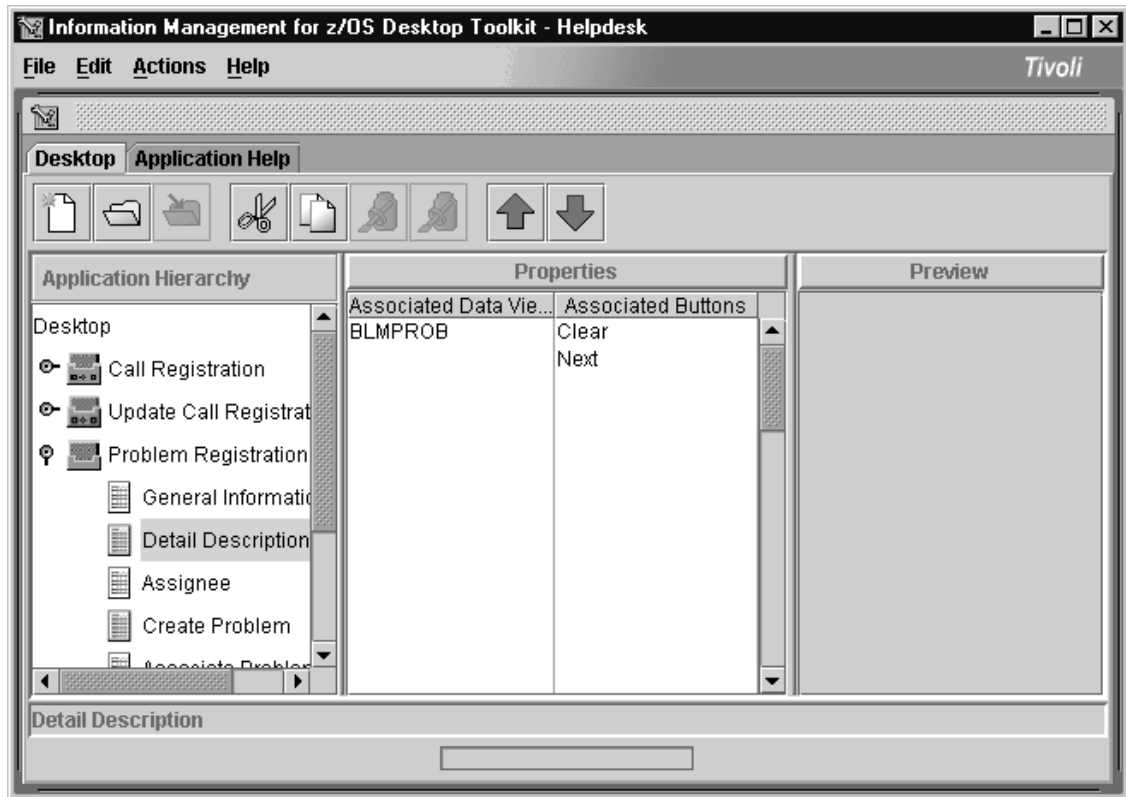 Information Management for z/OS Desktop Toolkit - Helpdesk
File Edit Actions Help Tivoli
Desktop Application Help
Application Hierarchy
Properties
Preview
Desktop
Call Registration
Update Call Registrat
Problem Registration
General Informatic
Detail Description
Assignee
Create Problem
Associate Problem
Associated Data Vie... Associated Buttons
BLMPROB Clear
Next
Detail Description